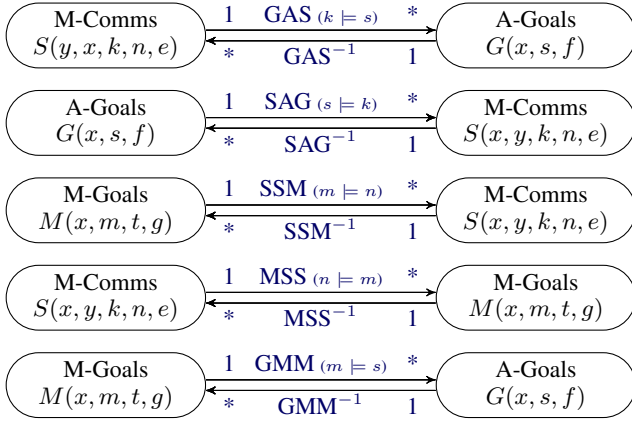 M-Comms 1 GAS (k ⊨ s) * A-Goals
S(y, x, k, n, e) * GAS⁻¹ 1 G(x, s, f)
A-Goals 1 SAG (s ⊨ k) * M-Comms
G(x, s, f) * SAG⁻¹ 1 S(x, y, k, n, e)
M-Goals 1 SSM (m ⊨ n) * M-Comms
M(x, m, t, g) * SSM⁻¹ 1 S(x, y, k, n, e)
M-Comms 1 MSS (n ⊨ m) * M-Goals
S(x, y, k, n, e) * MSS⁻¹ 1 M(x, m, t, g)
M-Goals 1 GMM (m ⊨ s) * A-Goals
M(x, m, t, g) * GMM⁻¹ 1 G(x, s, f)